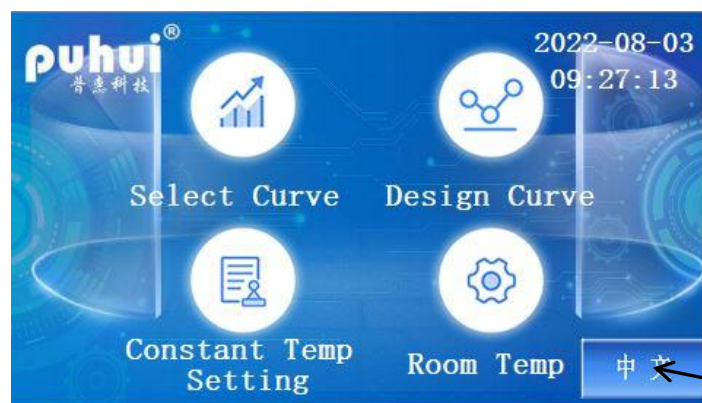 puhui®
普惠科技
2022-08-03
09:27:13
Select Curve
Design Curve
Constant Temp
Setting
Room Temp
中文